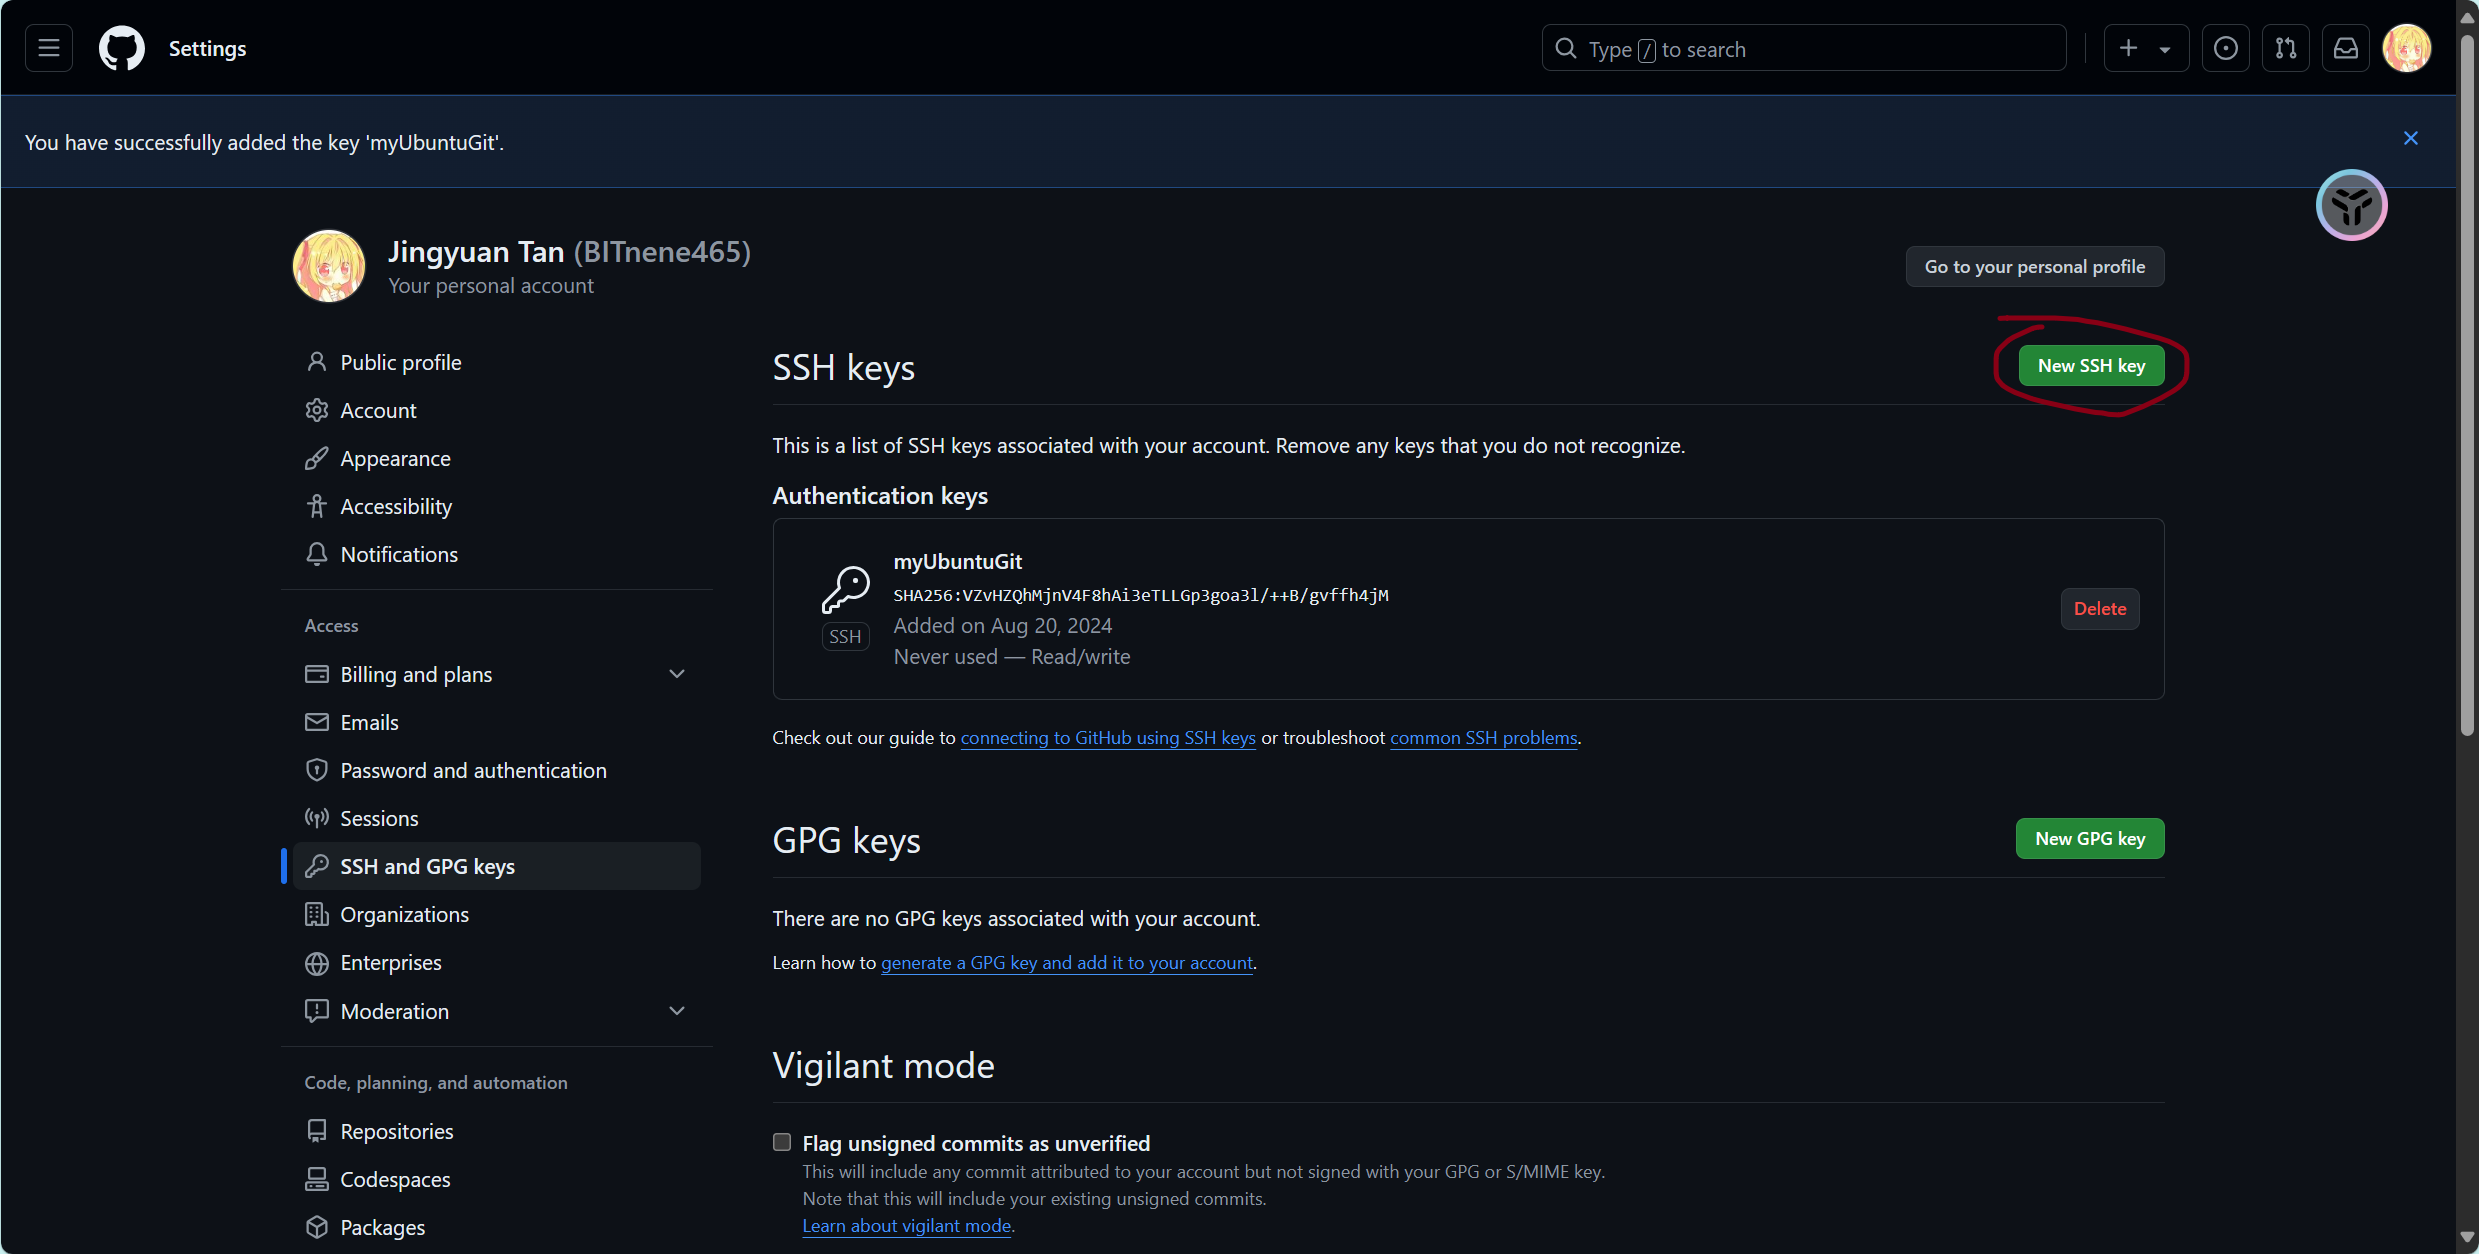 Settings
Type / to search
You have successfully added the key 'myUbuntuGit'.
Jingyuan Tan (BITnene465)
Your personal account
Go to your personal profile
Public profile
Account
Appearance
Accessibility
Notifications
Access
Billing and plans
Emails
Password and authentication
Sessions
SSH and GPG keys
Organizations
Enterprises
Moderation
Code, planning, and automation
Repositories
Codespaces
Packages
SSH keys
New SSH key
This is a list of SSH keys associated with your account. Remove any keys that you do not recognize.
Authentication keys
myUbuntuGit
SHA256:VZvHZQhMjnV4F8hAi3eTLLGp3goa3l/++B/gvffh4jM
SSH
Added on Aug 20, 2024
Never used — Read/write
Delete
Check out our guide to connecting to GitHub using SSH keys or troubleshoot common SSH problems.
GPG keys
New GPG key
There are no GPG keys associated with your account.
Learn how to generate a GPG key and add it to your account.
Vigilant mode
Flag unsigned commits as unverified
This will include any commit attributed to your account but not signed with your GPG or S/MIME key.
Note that this will include your existing unsigned commits.
Learn about vigilant mode.